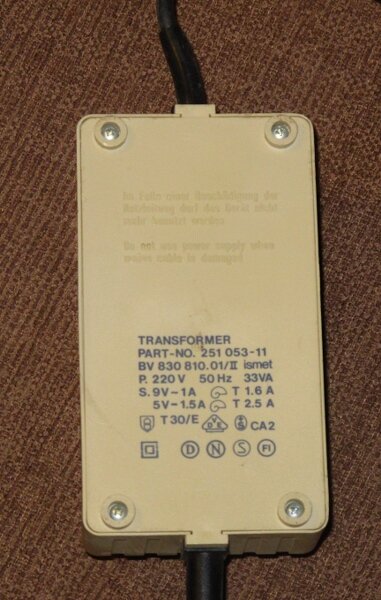 Im Falle einer Beschädigung der
Netzleitung darf das Gerät nicht
mehr benutzt werden
Do not use power supply when
mains cable is damaged
TRANSFORMER
PART-NO. 251 053-11
BV 830 810.01/II ismet
P. 220 V 50 Hz 33VA
S. 9V~1A T 1.6 A
5V~1.5A T 2.5 A
T 30/E VDE CA2
D N S FI